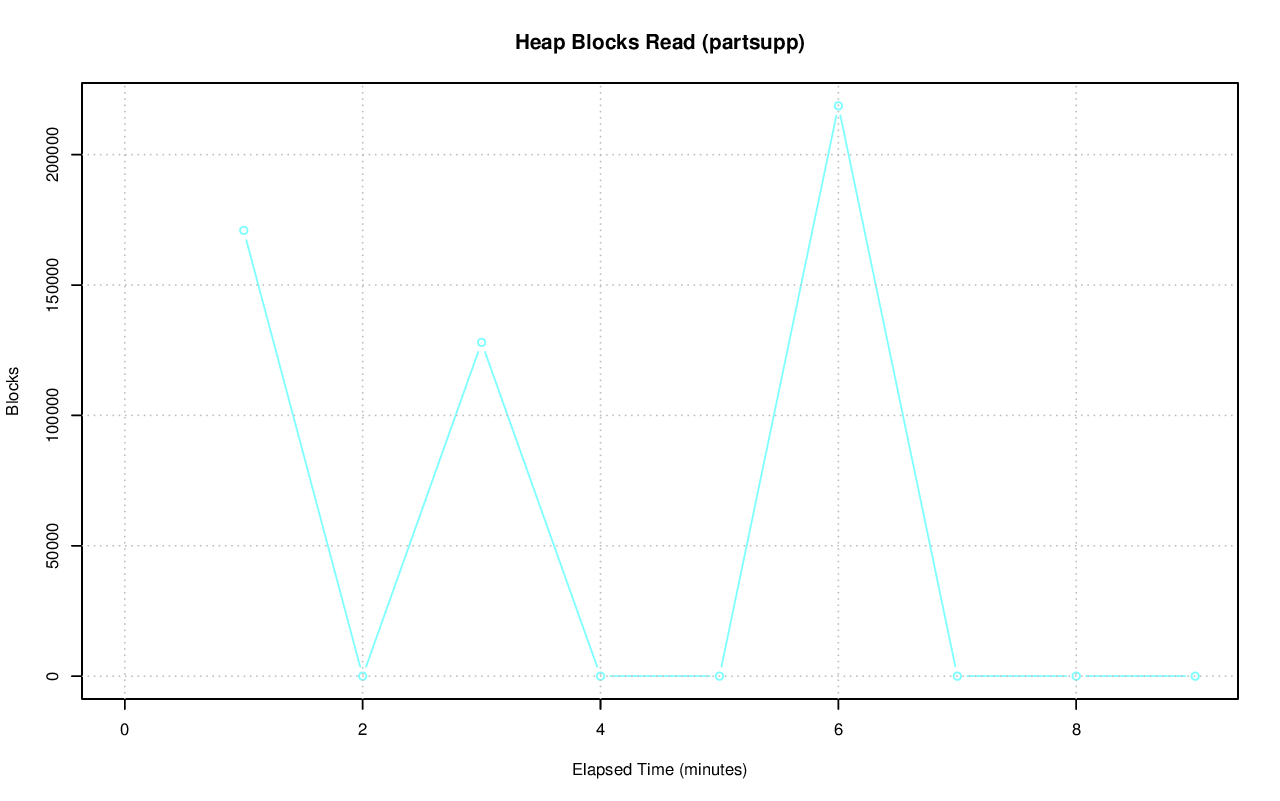 Heap Blocks Read (partsupp)
200000
150000
100000
50000
0
Blocks
0 2 4 6 8
Elapsed Time (minutes)